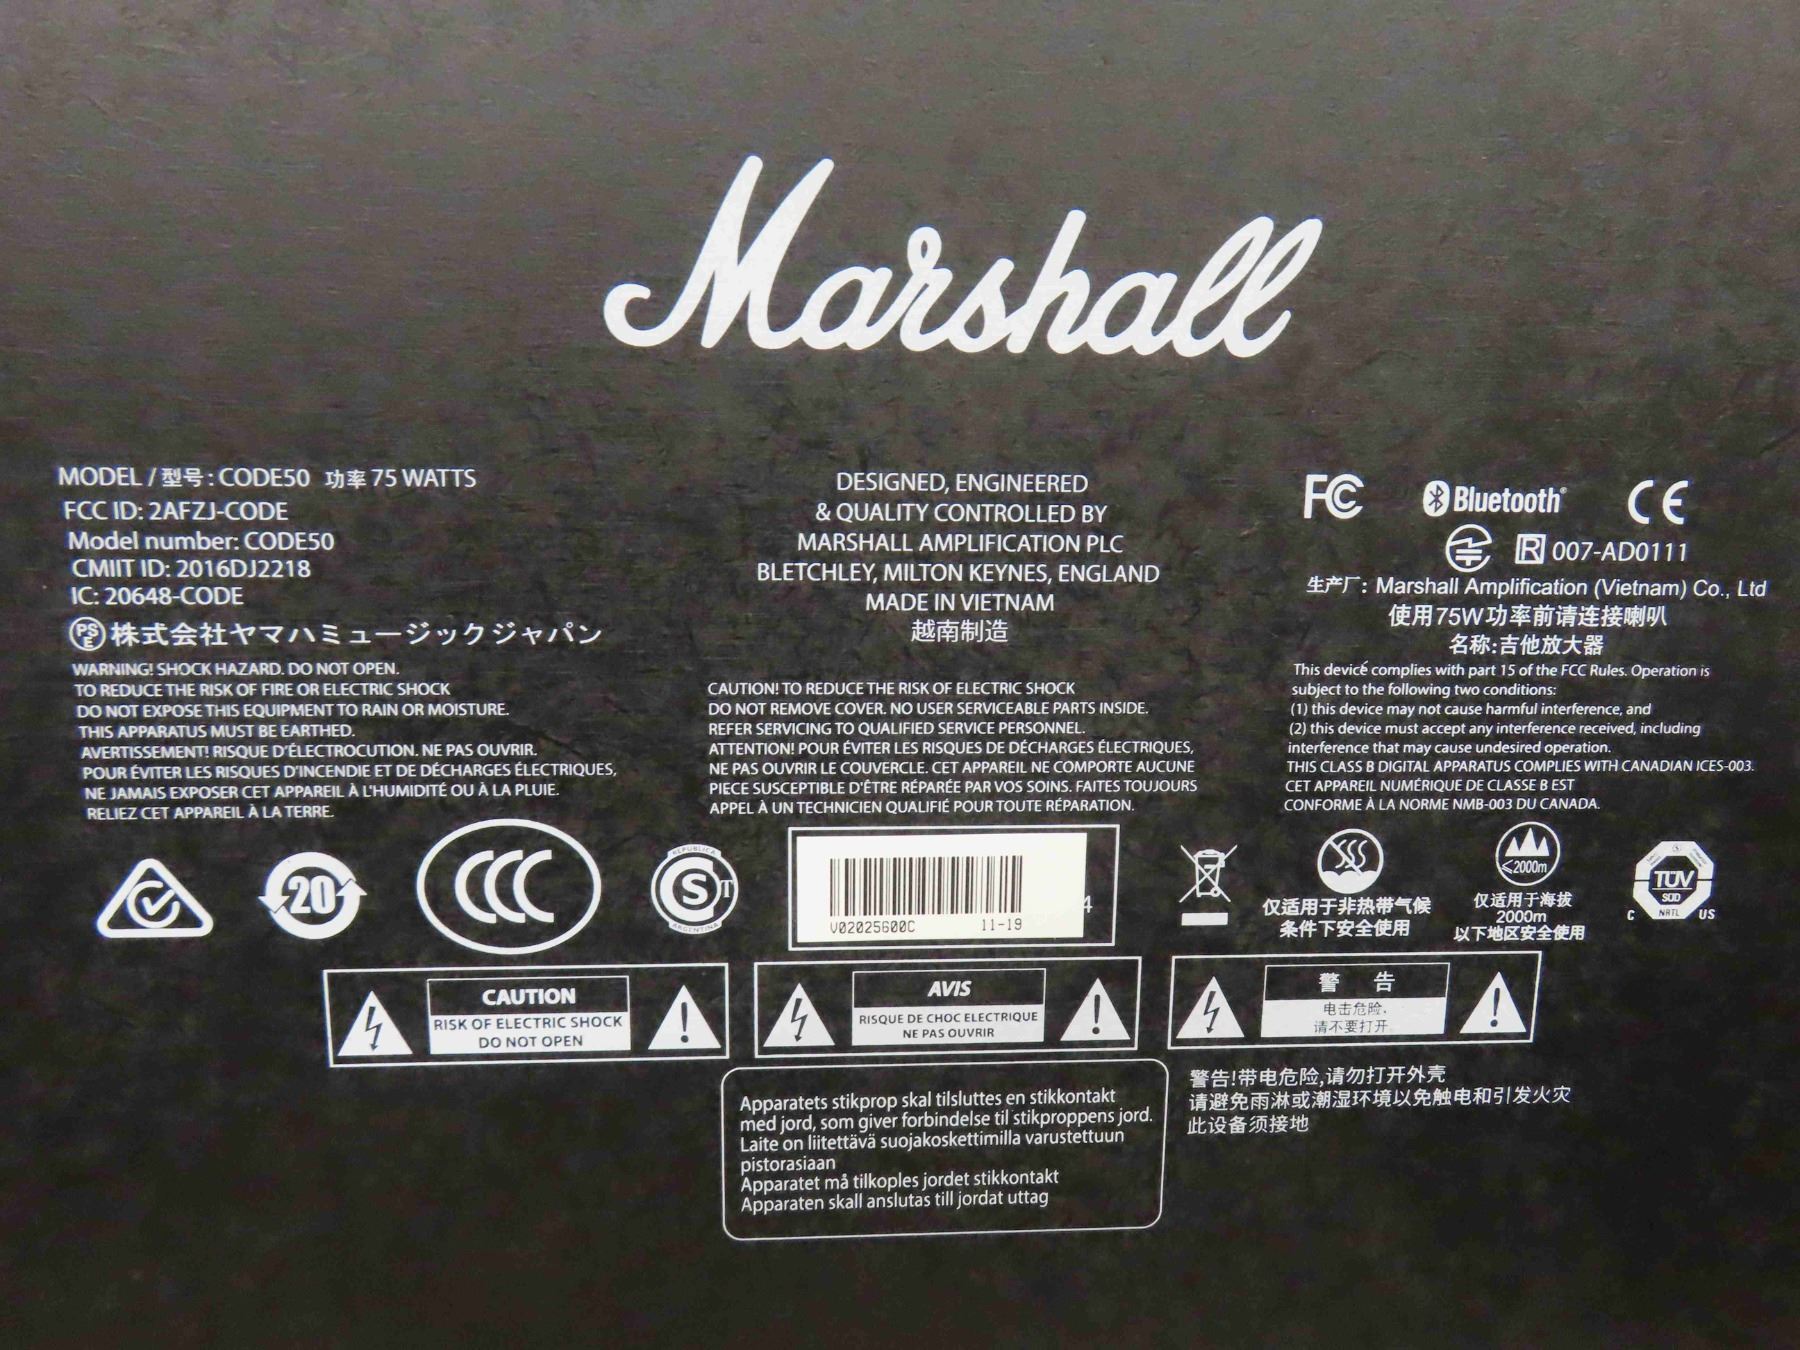 Marshall
MODEL / 型号 : CODE50 功率 75 WATTS
FCC ID: 2AFZJ-CODE
Model number: CODE50
CMIIT ID: 2016DJ2218
IC: 20648-CODE
PSE 株式会社ヤマハミュージックジャパン
WARNING! SHOCK HAZARD. DO NOT OPEN.
TO REDUCE THE RISK OF FIRE OR ELECTRIC SHOCK
DO NOT EXPOSE THIS EQUIPMENT TO RAIN OR MOISTURE.
THIS APPARATUS MUST BE EARTHED.
AVERTISSEMENT! RISQUE D'ÉLECTROCUTION. NE PAS OUVRIR.
POUR ÉVITER LES RISQUES D'INCENDIE ET DE DÉCHARGES ÉLECTRIQUES,
NE JAMAIS EXPOSER CET APPAREIL À L'HUMIDITÉ OU À LA PLUIE.
RELIEZ CET APPAREIL À LA TERRE.
DESIGNED, ENGINEERED
& QUALITY CONTROLLED BY
MARSHALL AMPLIFICATION PLC
BLETCHLEY, MILTON KEYNES, ENGLAND
MADE IN VIETNAM
越南制造
CAUTION! TO REDUCE THE RISK OF ELECTRIC SHOCK
DO NOT REMOVE COVER. NO USER SERVICEABLE PARTS INSIDE.
REFER SERVICING TO QUALIFIED SERVICE PERSONNEL.
ATTENTION! POUR ÉVITER LES RISQUES DE DÉCHARGES ÉLECTRIQUES,
NE PAS OUVRIR LE COUVERCLE. CET APPAREIL NE COMPORTE AUCUNE
PIECE SUSCEPTIBLE D'ÊTRE RÉPARÉE PAR VOS SOINS. FAITES TOUJOURS
APPEL À UN TECHNICIEN QUALIFIÉ POUR TOUTE RÉPARATION.
FC Bluetooth® CE
R 007-AD0111
生产厂: Marshall Amplification (Vietnam) Co., Ltd
使用75W功率前请连接喇叭
名称:吉他放大器
This device complies with part 15 of the FCC Rules. Operation is
subject to the following two conditions:
(1) this device may not cause harmful interference, and
(2) this device must accept any interference received, including
interference that may cause undesired operation.
THIS CLASS B DIGITAL APPARATUS COMPLIES WITH CANADIAN ICES-003.
CET APPAREIL NUMÉRIQUE DE CLASSE B EST
CONFORME À LA NORME NMB-003 DU CANADA.
20
CCC
REPUBLICA
S T
ARGENTINA
V02025600C 11-19
4
仅适用于非热带气候
条件下安全使用
≤2000m
仅适用于海拔
2000m
以下地区安全使用
TÜV
SÜD
C NRTL US
CAUTION
RISK OF ELECTRIC SHOCK
DO NOT OPEN
AVIS
RISQUE DE CHOC ELECTRIQUE
NE PAS OUVRIR
警 告
电击危险.
请不要打开
Apparatets stikprop skal tilsluttes en stikkontakt
med jord, som giver forbindelse til stikproppens jord.
Laite on liitettävä suojakoskettimilla varustettuun
pistorasiaan
Apparatet må tilkoples jordet stikkontakt
Apparaten skall anslutas till jordat uttag
警告!带电危险,请勿打开外壳
请避免雨淋或潮湿环境以免触电和引发火灾
此设备须接地